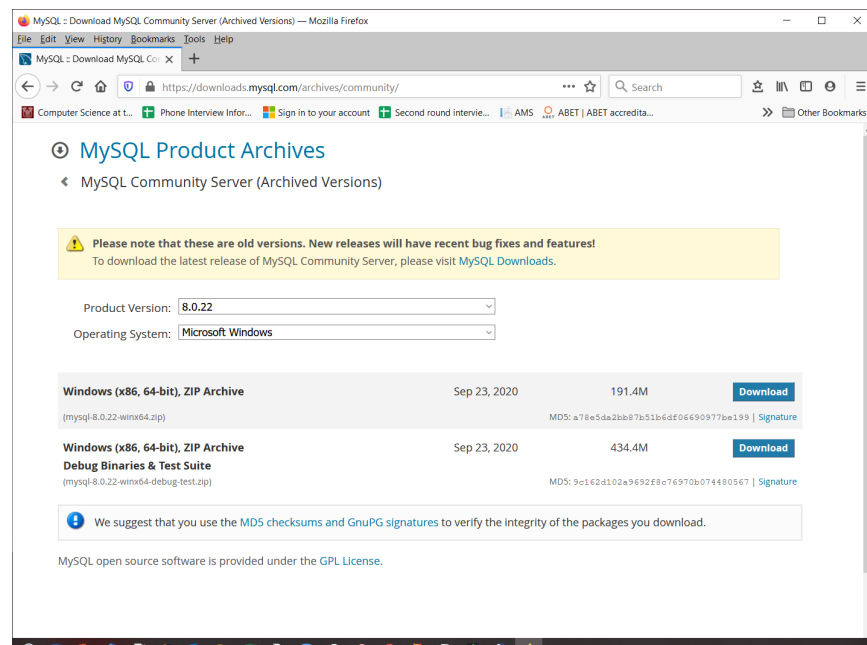 MySQL :: Download MySQL Community Server (Archived Versions) — Mozilla Firefox
File Edit View History Bookmarks Tools Help
MySQL :: Download MySQL Cor
https://downloads.mysql.com/archives/community/
Search
Computer Science at t... Phone Interview Infor... Sign in to your account Second round intervie... AMS ABET | ABET accredita... Other Bookmarks
MySQL Product Archives
MySQL Community Server (Archived Versions)
Please note that these are old versions. New releases will have recent bug fixes and features!
To download the latest release of MySQL Community Server, please visit MySQL Downloads.
Product Version: 8.0.22
Operating System: Microsoft Windows
Windows (x86, 64-bit), ZIP Archive Sep 23, 2020 191.4M Download
(mysql-8.0.22-winx64.zip) MD5: a78e5da2bb87b51b6df06690977be199 | Signature
Windows (x86, 64-bit), ZIP Archive Sep 23, 2020 434.4M Download
Debug Binaries & Test Suite
(mysql-8.0.22-winx64-debug-test.zip) MD5: 9c162d102a9692f8c76970b074480567 | Signature
We suggest that you use the MD5 checksums and GnuPG signatures to verify the integrity of the packages you download.
MySQL open source software is provided under the GPL License.